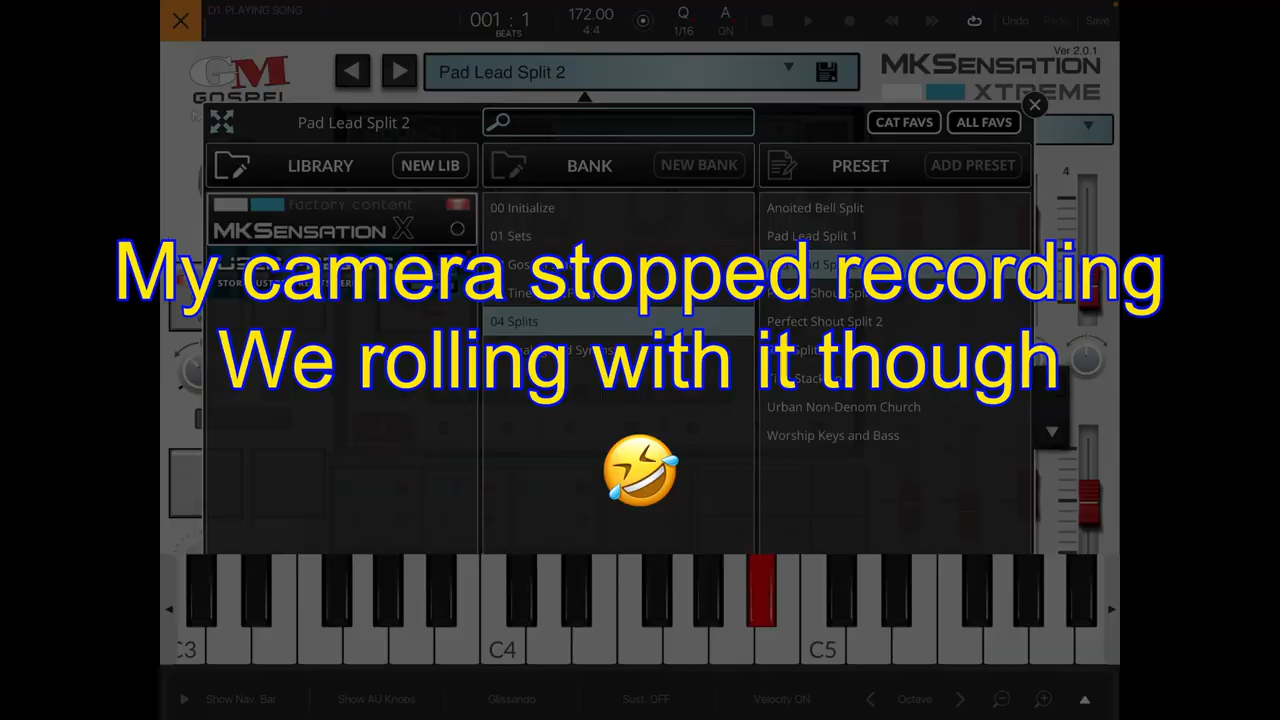 D1 PLAYING SONG
001 : 1
BEATS
172.00
4:4
Q
1/16
A
ON
Undo
Redo
Save
GM
GOSPEL
Pad Lead Split 2
Ver 2.0.1
MKSENSATION
XTREME
Pad Lead Split 2
CAT FAVS
ALL FAVS
LIBRARY
NEW LIB
BANK
NEW BANK
PRESET
ADD PRESET
4
factory content
MKSENSATION X
00 Initialize
01 Sets
04 Splits
Anoited Bell Split
Pad Lead Split 1
Perfect Shout Split 2
Urban Non-Denom Church
Worship Keys and Bass
My camera stopped recording
We rolling with it though
C3
C4
C5
Show Nav. Bar
Show AU Knobs
Glissando
Sust. OFF
Velocity ON
Octave